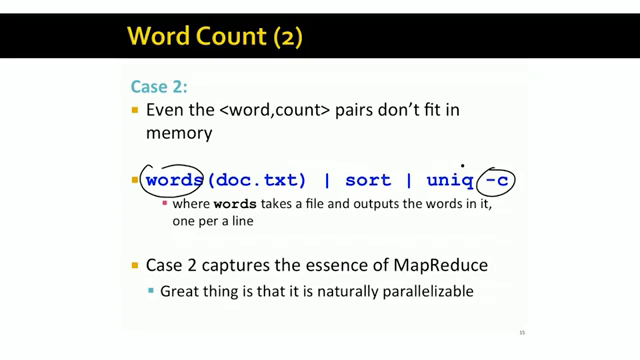 Word Count (2)
Case 2:
Even the <word,count> pairs don't fit in
memory
words(doc.txt) | sort | uniq -c
where words takes a file and outputs the words in it,
one per a line
Case 2 captures the essence of MapReduce
Great thing is that it is naturally parallelizable
15